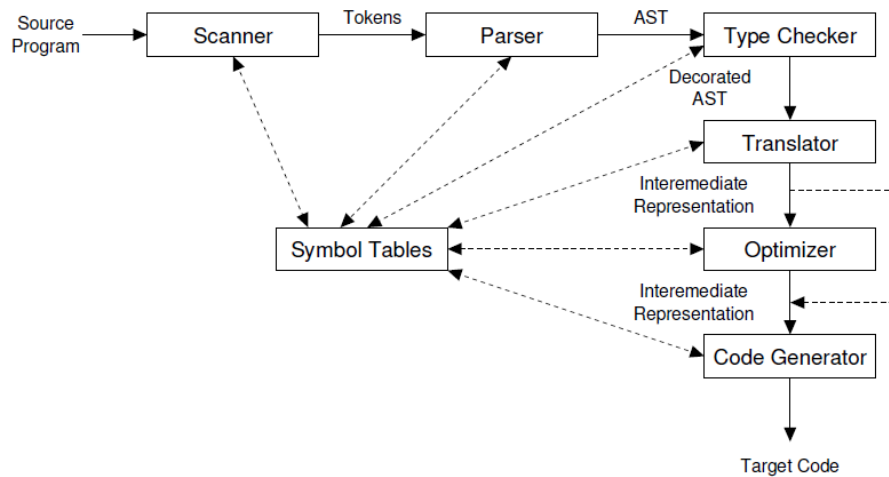 Source
Program
Scanner
Tokens
Parser
AST
Type Checker
Decorated
AST
Translator
Interemediate
Representation
Symbol Tables
Optimizer
Interemediate
Representation
Code Generator
Target Code